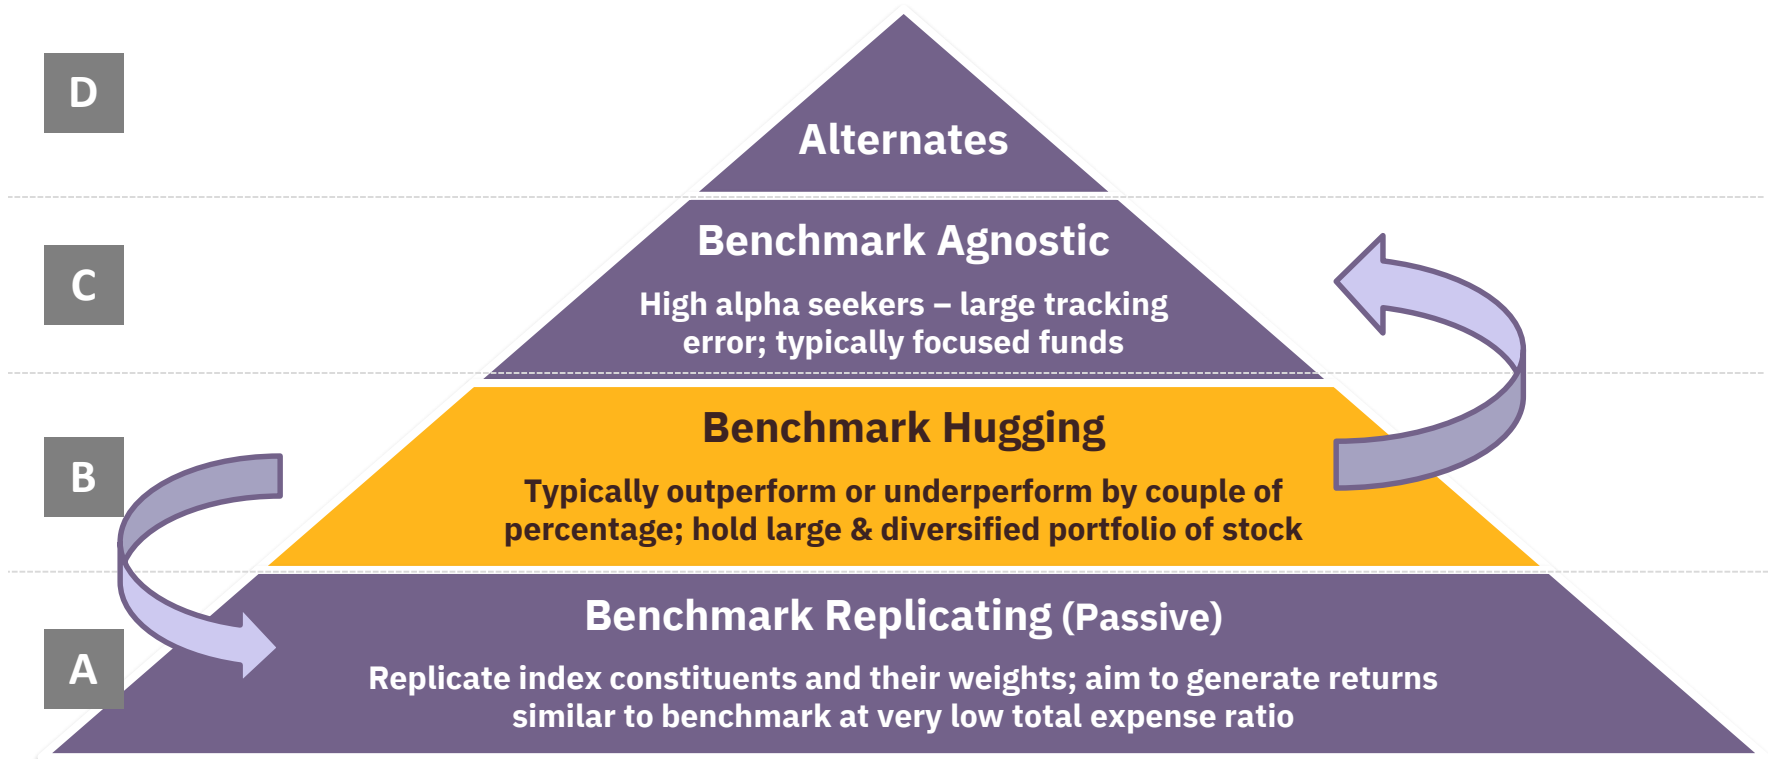 D
Alternates
C
Benchmark Agnostic
High alpha seekers – large tracking
error; typically focused funds
B
Benchmark Hugging
Typically outperform or underperform by couple of
percentage; hold large & diversified portfolio of stock
A
Benchmark Replicating (Passive)
Replicate index constituents and their weights; aim to generate returns
similar to benchmark at very low total expense ratio